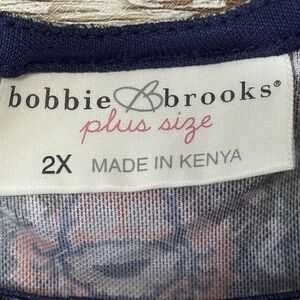 bobbie B brooks®
plus size
2X MADE IN KENYA